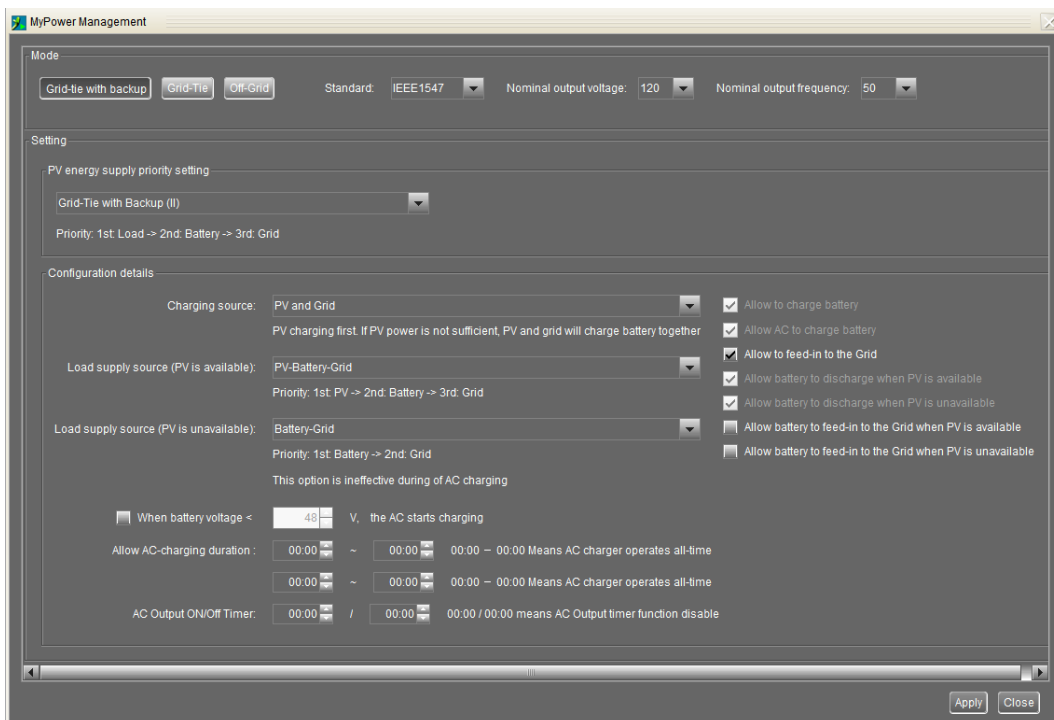 MyPower Management
Mode
Grid-tie with backup Grid-Tie Off-Grid Standard: IEEE1547 Nominal output voltage: 120 Nominal output frequency: 50
Setting
PV energy supply priority setting
Grid-Tie with Backup (II)
Priority: 1st: Load -> 2nd: Battery -> 3rd: Grid
Configuration details
Charging source: PV and Grid
PV charging first. If PV power is not sufficient, PV and grid will charge battery together
Load supply source (PV is available): PV-Battery-Grid
Priority: 1st: PV -> 2nd: Battery -> 3rd: Grid
Load supply source (PV is unavailable): Battery-Grid
Priority: 1st: Battery -> 2nd: Grid
This option is ineffective during of AC charging
When battery voltage < 48 V, the AC starts charging
Allow AC-charging duration : 00:00 ~ 00:00 00:00 – 00:00 Means AC charger operates all-time
00:00 ~ 00:00 00:00 – 00:00 Means AC charger operates all-time
AC Output ON/Off Timer: 00:00 / 00:00 00:00 / 00:00 means AC Output timer function disable
Allow to charge battery
Allow AC to charge battery
Allow to feed-in to the Grid
Allow battery to discharge when PV is available
Allow battery to discharge when PV is unavailable
Allow battery to feed-in to the Grid when PV is available
Allow battery to feed-in to the Grid when PV is unavailable
Apply Close